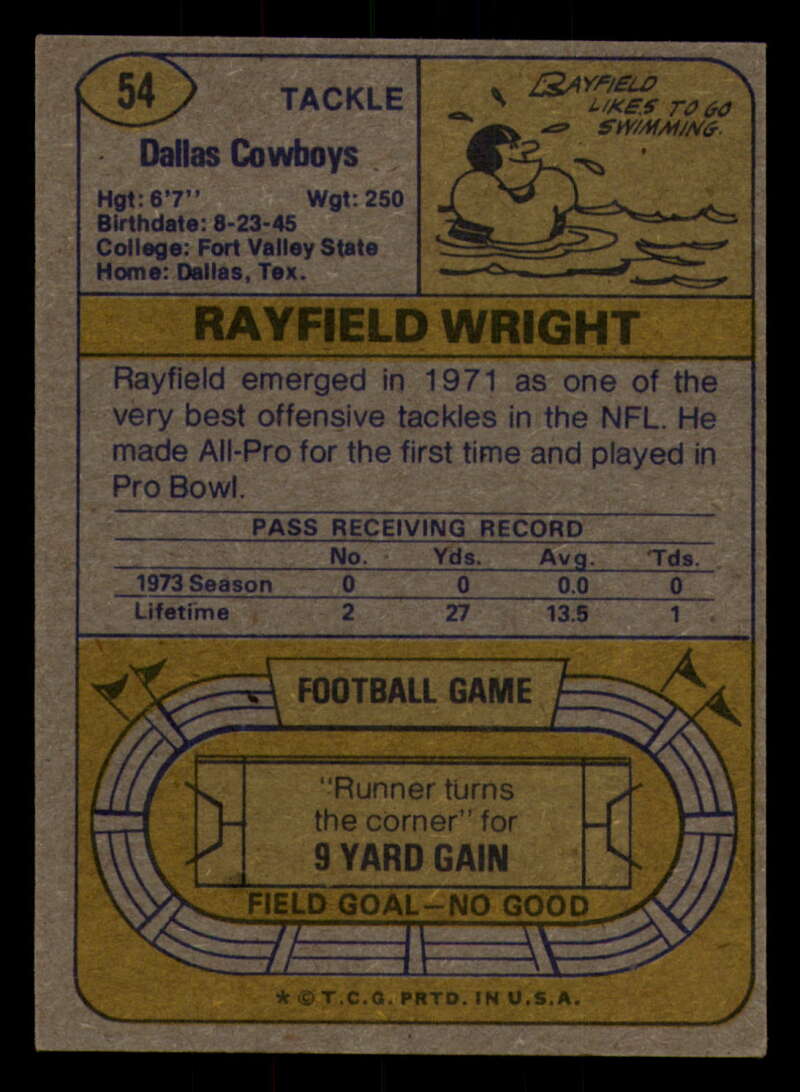 54
TACKLE
Dallas Cowboys
Hgt: 6'7" Wgt: 250
Birthdate: 8-23-45
College: Fort Valley State
Home: Dallas, Tex.
RAYFIELD
LIKES TO GO
SWIMMING.
RAYFIELD WRIGHT
Rayfield emerged in 1971 as one of the
very best offensive tackles in the NFL. He
made All-Pro for the first time and played in
Pro Bowl.
PASS RECEIVING RECORD
No. Yds. Avg. Tds.
1973 Season 0 0 0.0 0
Lifetime 2 27 13.5 1
FOOTBALL GAME
"Runner turns
the corner" for
9 YARD GAIN
FIELD GOAL—NO GOOD
* © T.C.G. PRTD. IN U.S.A.